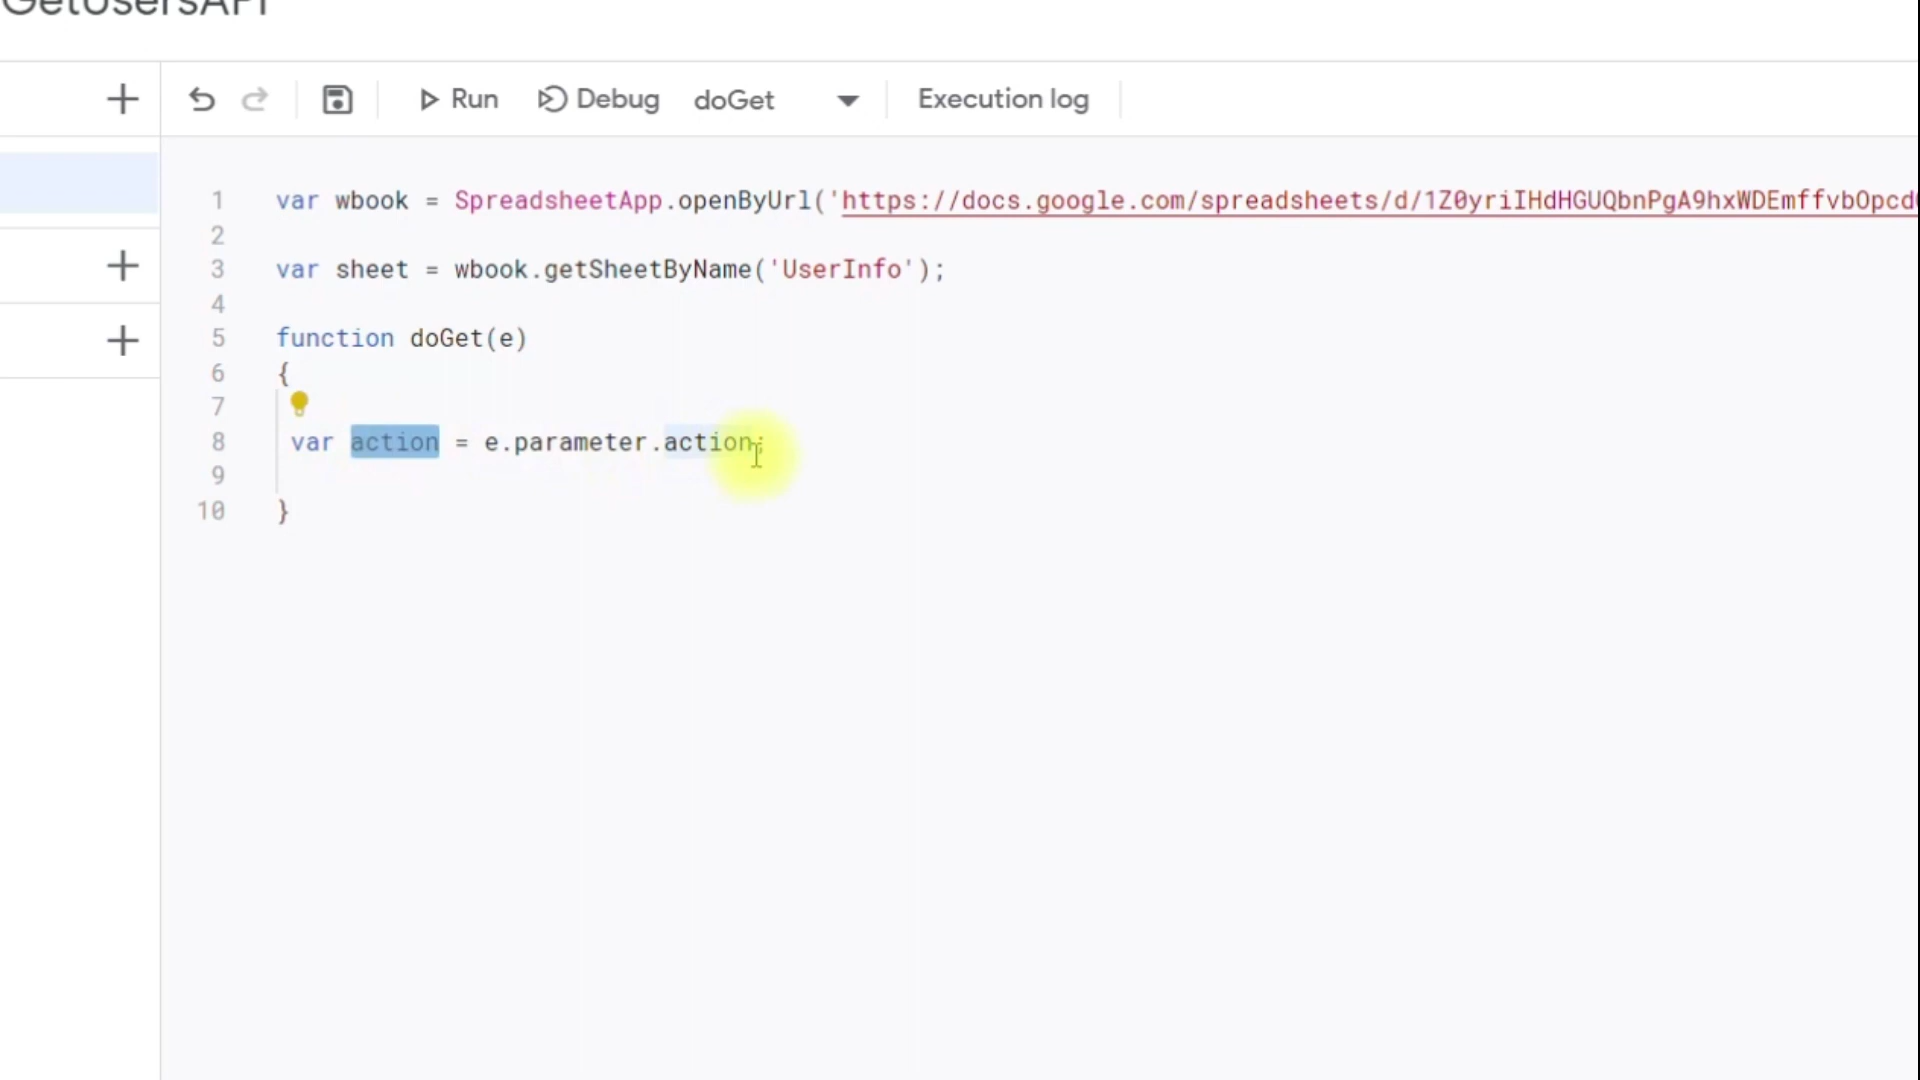 GetUsersAPI
Run Debug doGet Execution log
1 var wbook = SpreadsheetApp.openByUrl('https://docs.google.com/spreadsheets/d/1Z0yriIHdHGUQbnPgA9hxWDEmffvbOpcd
2
3 var sheet = wbook.getSheetByName('UserInfo');
4
5 function doGet(e)
6 {
7
8 var action = e.parameter.action;
9
10 }